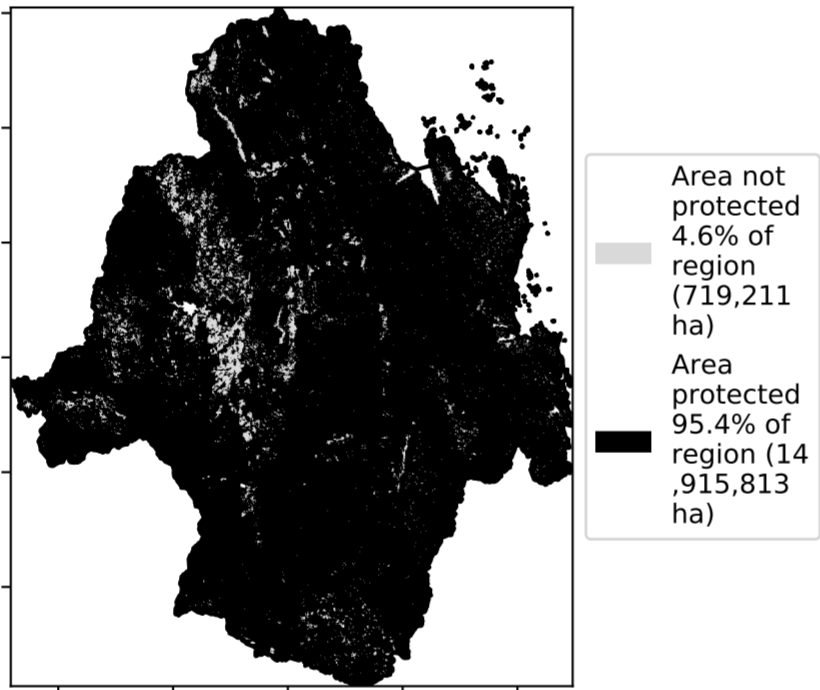 Area not
protected
4.6% of
region
(719,211
ha)
Area
protected
95.4% of
region (14
,915,813
ha)